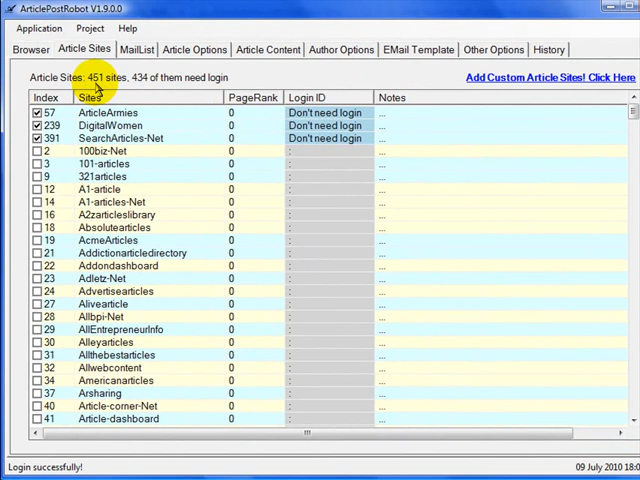 ArticlePostRobot V1.9.0.0
Application Project Help
Browser Article Sites MailList Article Options Article Content Author Options EMail Template Other Options History
Article Sites: 451 sites, 434 of them need login Add Custom Article Sites! Click Here
Index Sites PageRank Login ID Notes
57 ArticleArmies 0 Don't need login ...
239 DigitalWomen 0 Don't need login ...
391 SearchArticles-Net 0 Don't need login ...
2 100biz-Net 0 : ...
3 101-articles 0 : ...
9 321articles 0 : ...
12 A1-article 0 : ...
14 A1-articles-Net 0 : ...
16 A2zarticleslibrary 0 : ...
18 Absolutearticles 0 : ...
19 AcmeArticles 0 : ...
21 Addictionarticledirectory 0 : ...
22 Addondashboard 0 : ...
23 Adletz-Net 0 : ...
24 Advertisearticles 0 : ...
27 Alivearticle 0 : ...
28 Allbpi-Net 0 : ...
29 AllEntrepreneurInfo 0 : ...
30 Alleyarticles 0 : ...
31 Allthebestarticles 0 : ...
32 Allwebcontent 0 : ...
34 Americanarticles 0 : ...
37 Arsharing 0 : ...
40 Article-corner-Net 0 : ...
41 Article-dashboard 0 : ...
Login successfully! 09 July 2010 18:0